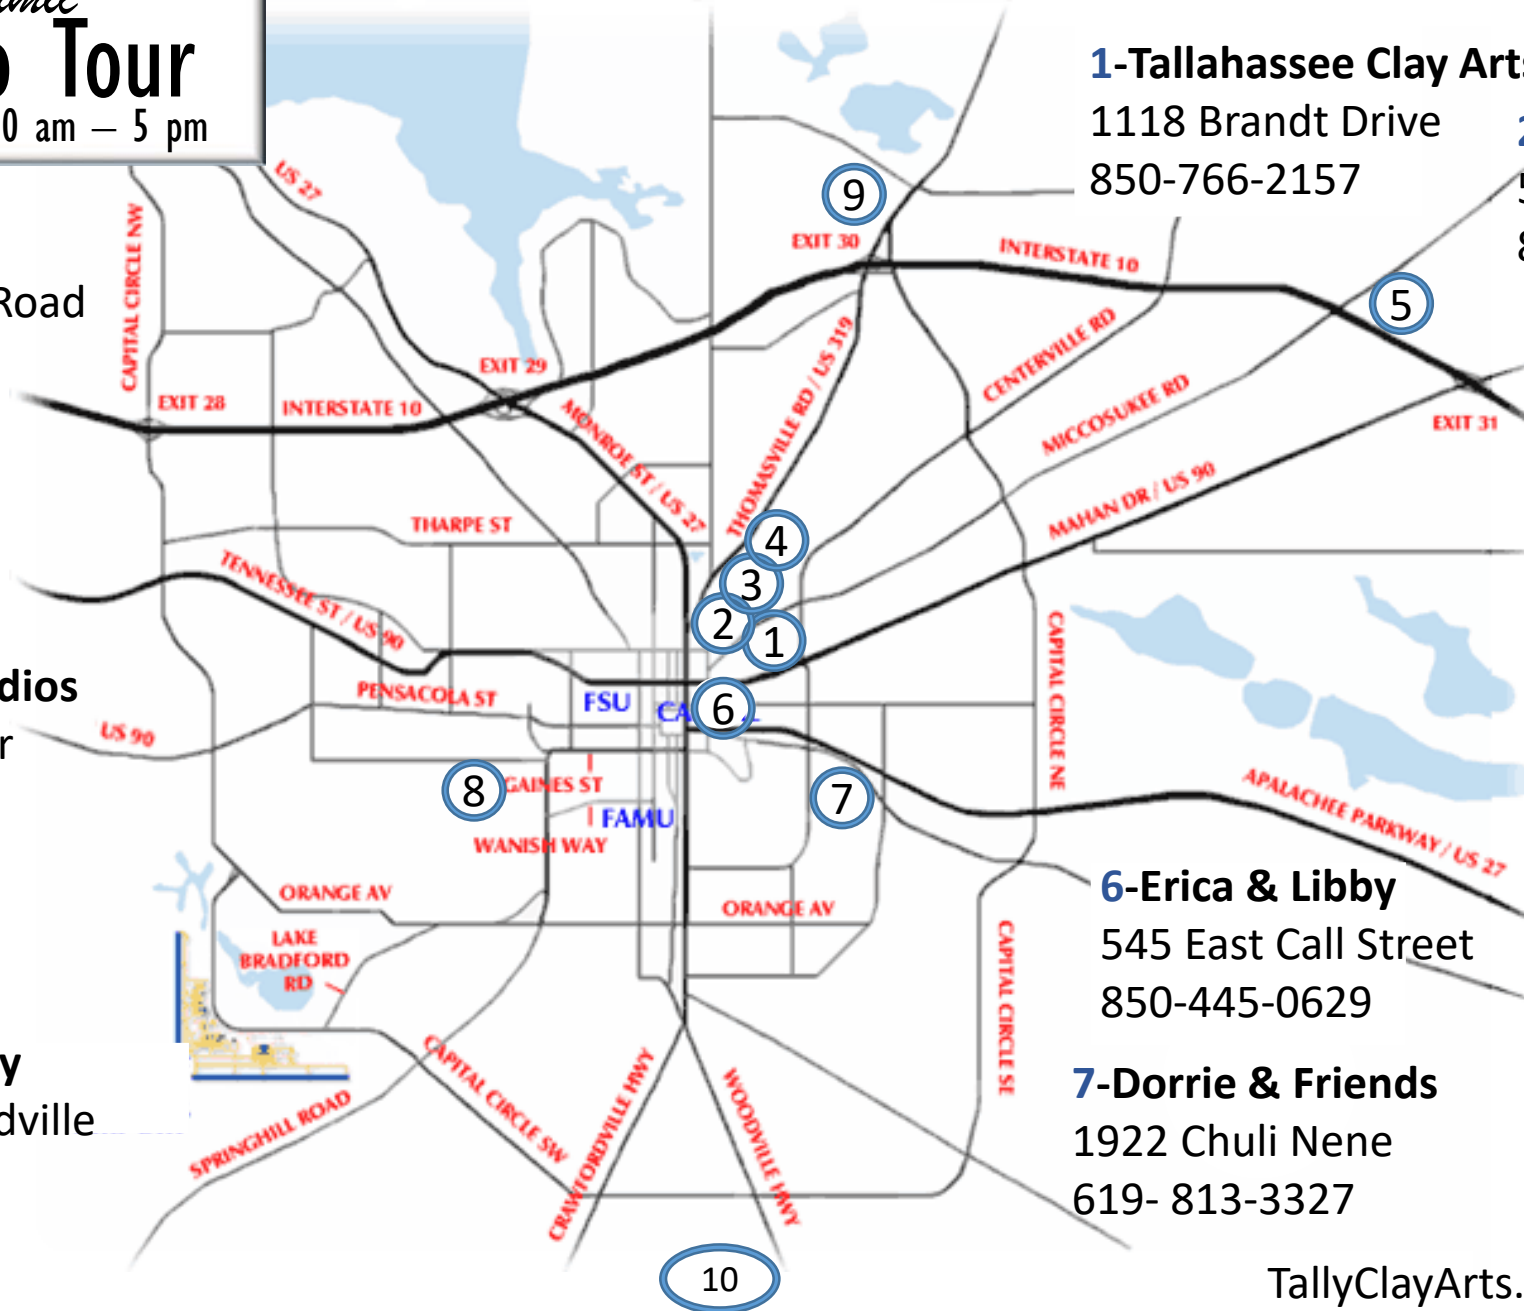 Tour
0 am – 5 pm
1-Tallahassee Clay Arts
1118 Brandt Drive
850-766-2157
Road
dios
r
y
dville
US 27
CAPITAL CIRCLE NW
9
EXIT 30
INTERSTATE 10
5
EXIT 29
EXIT 28
INTERSTATE 10
MONROE ST / US 27
THOMASVILLE RD / US 319
CENTERVILLE RD
MICCOSUKEE RD
EXIT 31
MAHAN DR / US 90
THARPE ST
4
3
2
1
TENNESSEE ST / US 90
PENSACOLA ST
FSU
6
US 90
CAPITAL CIRCLE NE
8
GAINES ST
7
FAMU
WANISH WAY
APALACHEE PARKWAY / US 27
ORANGE AV
ORANGE AV
LAKE
BRADFORD
RD
CAPITAL CIRCLE SE
6-Erica & Libby
545 East Call Street
850-445-0629
7-Dorrie & Friends
1922 Chuli Nene
619- 813-3327
SPRINGHILL ROAD
CAPITAL CIRCLE SW
CRAWFORDVILLE HWY
WOODVILLE HWY
10
TallyClayArts.